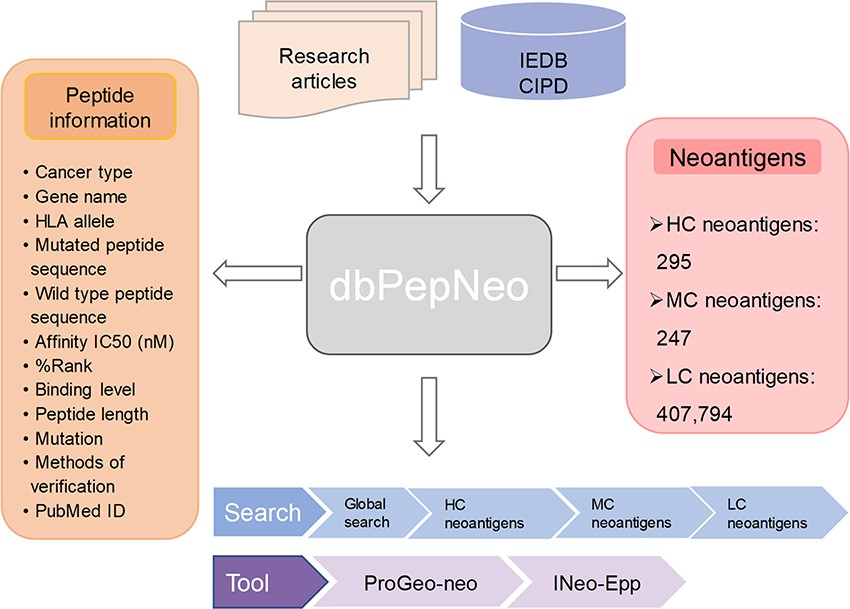 Research
articles
IEDB
CIPD
Peptide
information
• Cancer type
• Gene name
• HLA allele
• Mutated peptide
sequence
• Wild type peptide
sequence
• Affinity IC50 (nM)
• %Rank
• Binding level
• Peptide length
• Mutation
• Methods of
verification
• PubMed ID
dbPepNeo
Neoantigens
➢HC neoantigens:
295
➢MC neoantigens:
247
➢LC neoantigens:
407,794
Search
Global
search
HC
neoantigens
MC
neoantigens
LC
neoantigens
Tool
ProGeo-neo
INeo-Epp